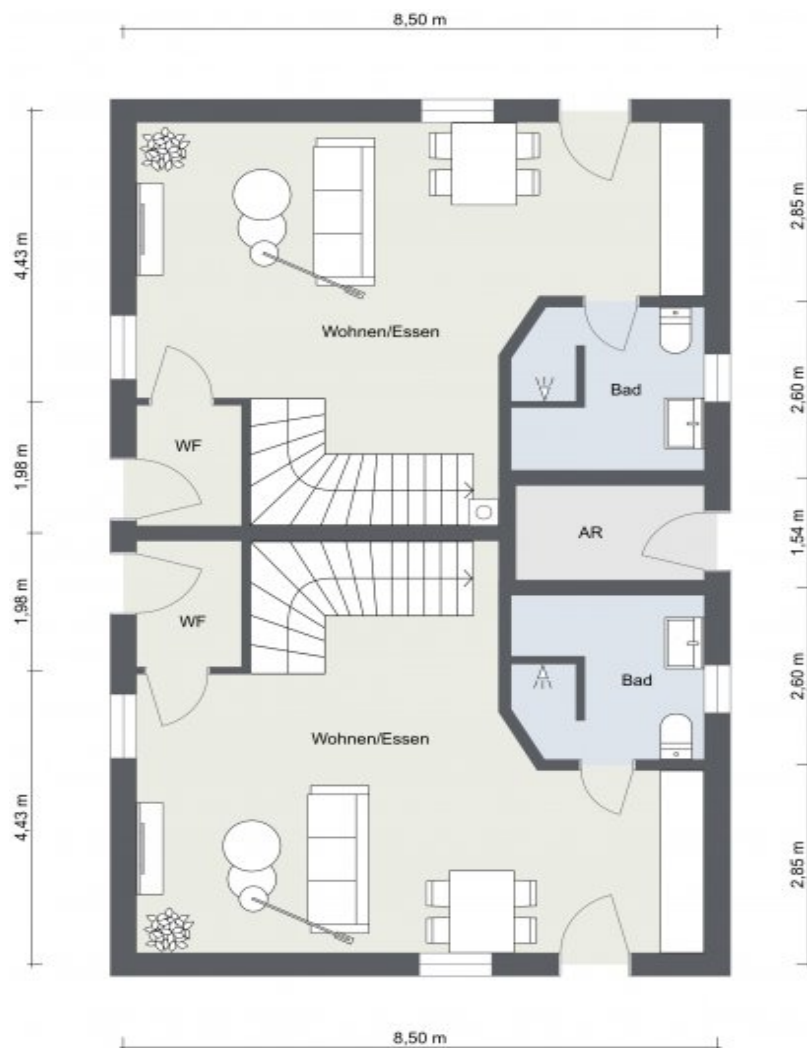 8,50 m
4,43 m
2,85 m
Wohnen/Essen
2,60 m
Bad
WF
1,98 m
AR
1,54 m
1,98 m
WF
2,60 m
Bad
Wohnen/Essen
4,43 m
2,85 m
8,50 m